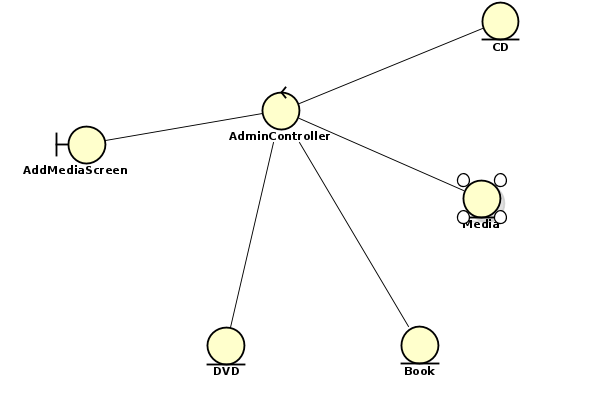 CD
AdminController
AddMediaScreen
Media
DVD
Book